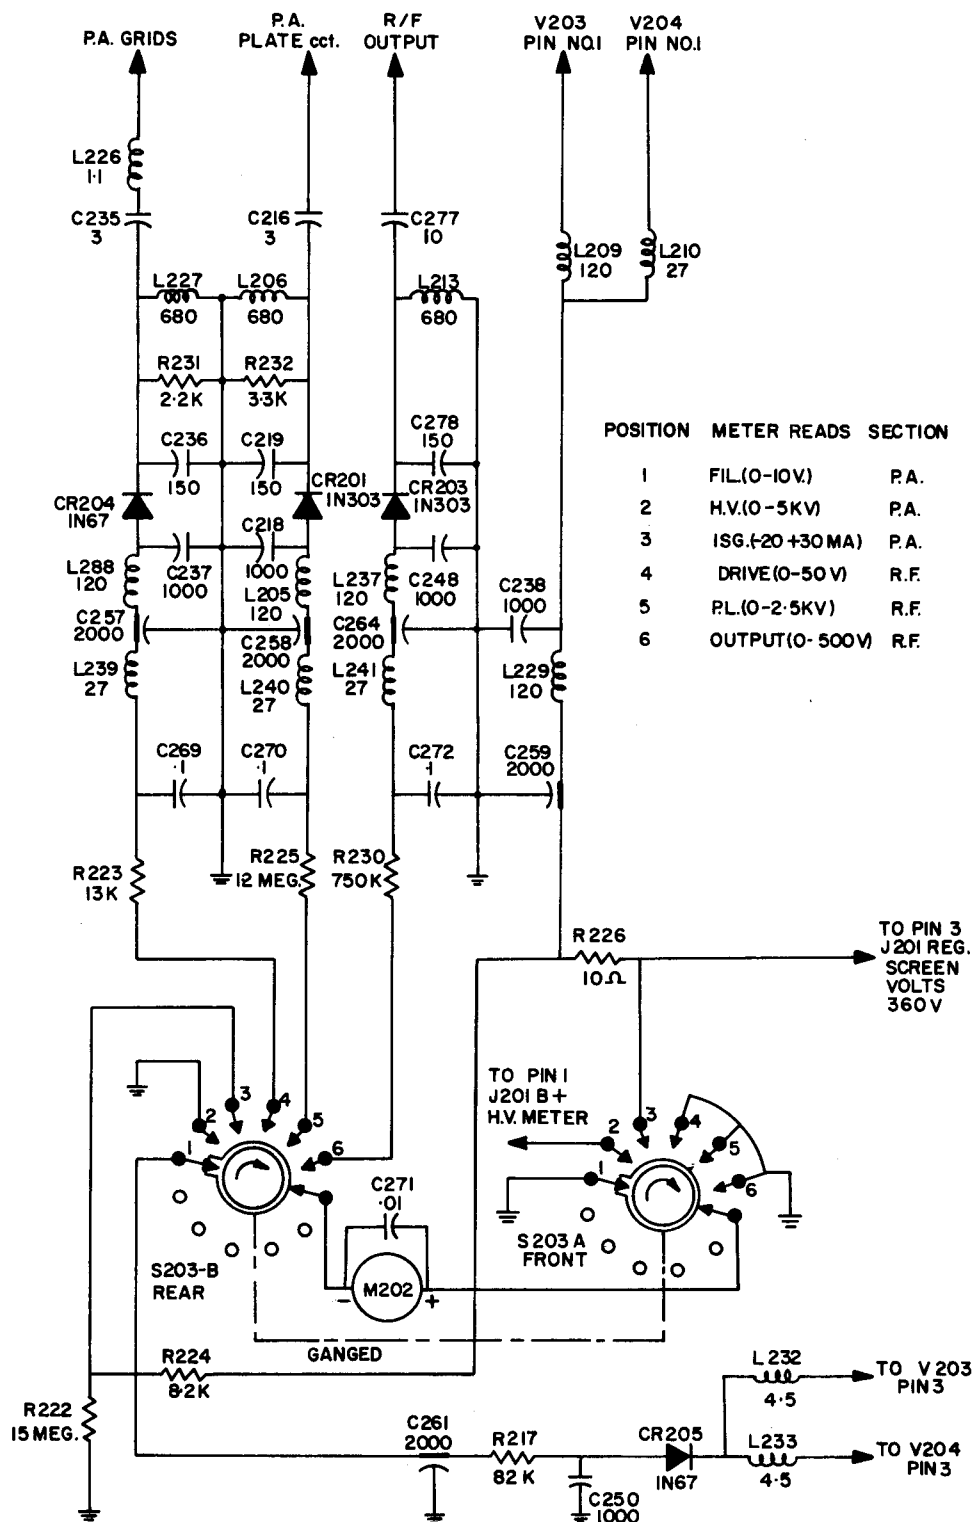 P.A. GRIDS
P.A.
PLATE cct.
R/F
OUTPUT
V203
PIN NO.1
V204
PIN NO.1
L226
1.1
C235
3
C216
3
C277
10
L209
120
L210
27
L227
680
L206
680
L213
680
R231
2.2K
R232
3.3K
C236
150
C219
150
C278
150
CR204
IN67
CR201
IN303
CR203
IN303
C237
1000
C218
1000
C248
1000
C238
1000
L288
120
L205
120
L237
120
C257
2000
C258
2000
C264
2000
L239
27
L240
27
L241
27
L229
120
C269
.1
C270
.1
C272
.1
C259
2000
POSITION METER READS SECTION
1 FIL.(0-10V.) P.A.
2 H.V.(0-5KV) P.A.
3 ISG.(-20+30MA) P.A.
4 DRIVE(0-50V) R.F.
5 P.L.(0-2.5KV) R.F.
6 OUTPUT(0-500V) R.F.
R223
13K
R225
12 MEG.
R230
750K
R226
10Ω
TO PIN 3
J201 REG.
SCREEN
VOLTS
360V
TO PIN 1
J201 B+
H.V. METER
1
2
3
4
5
6
1
2
3
4
5
6
S203-B
REAR
C271
.01
- M202 +
S203A
FRONT
GANGED
R224
8.2K
R222
15MEG.
C261
2000
R217
82K
C250
1000
CR205
IN67
L232
4.5
L233
4.5
TO V203
PIN3
TO V204
PIN3